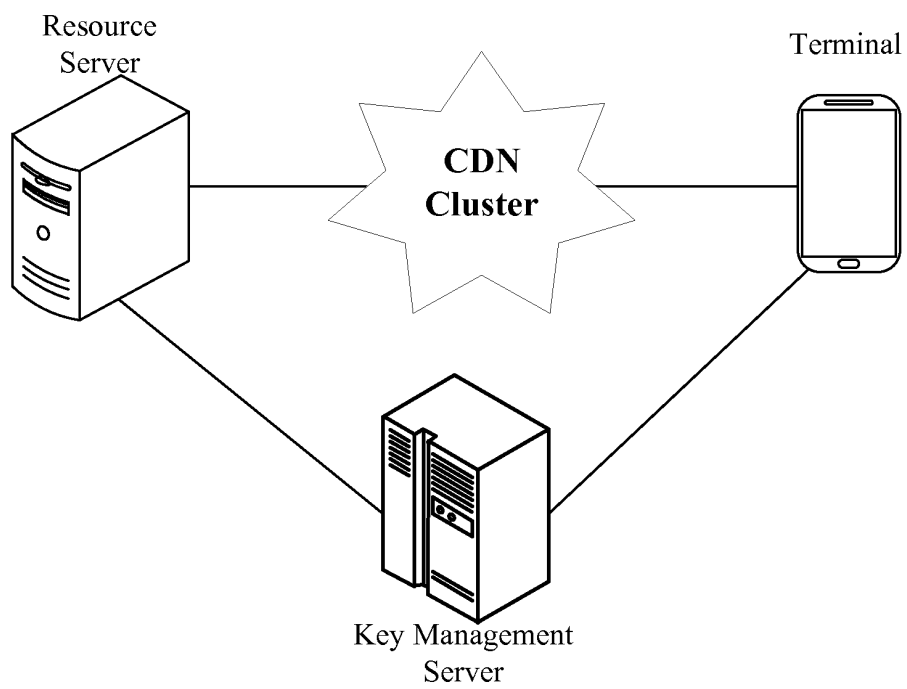 Resource
Server
Terminal
CDN
Cluster
Key Management
Server